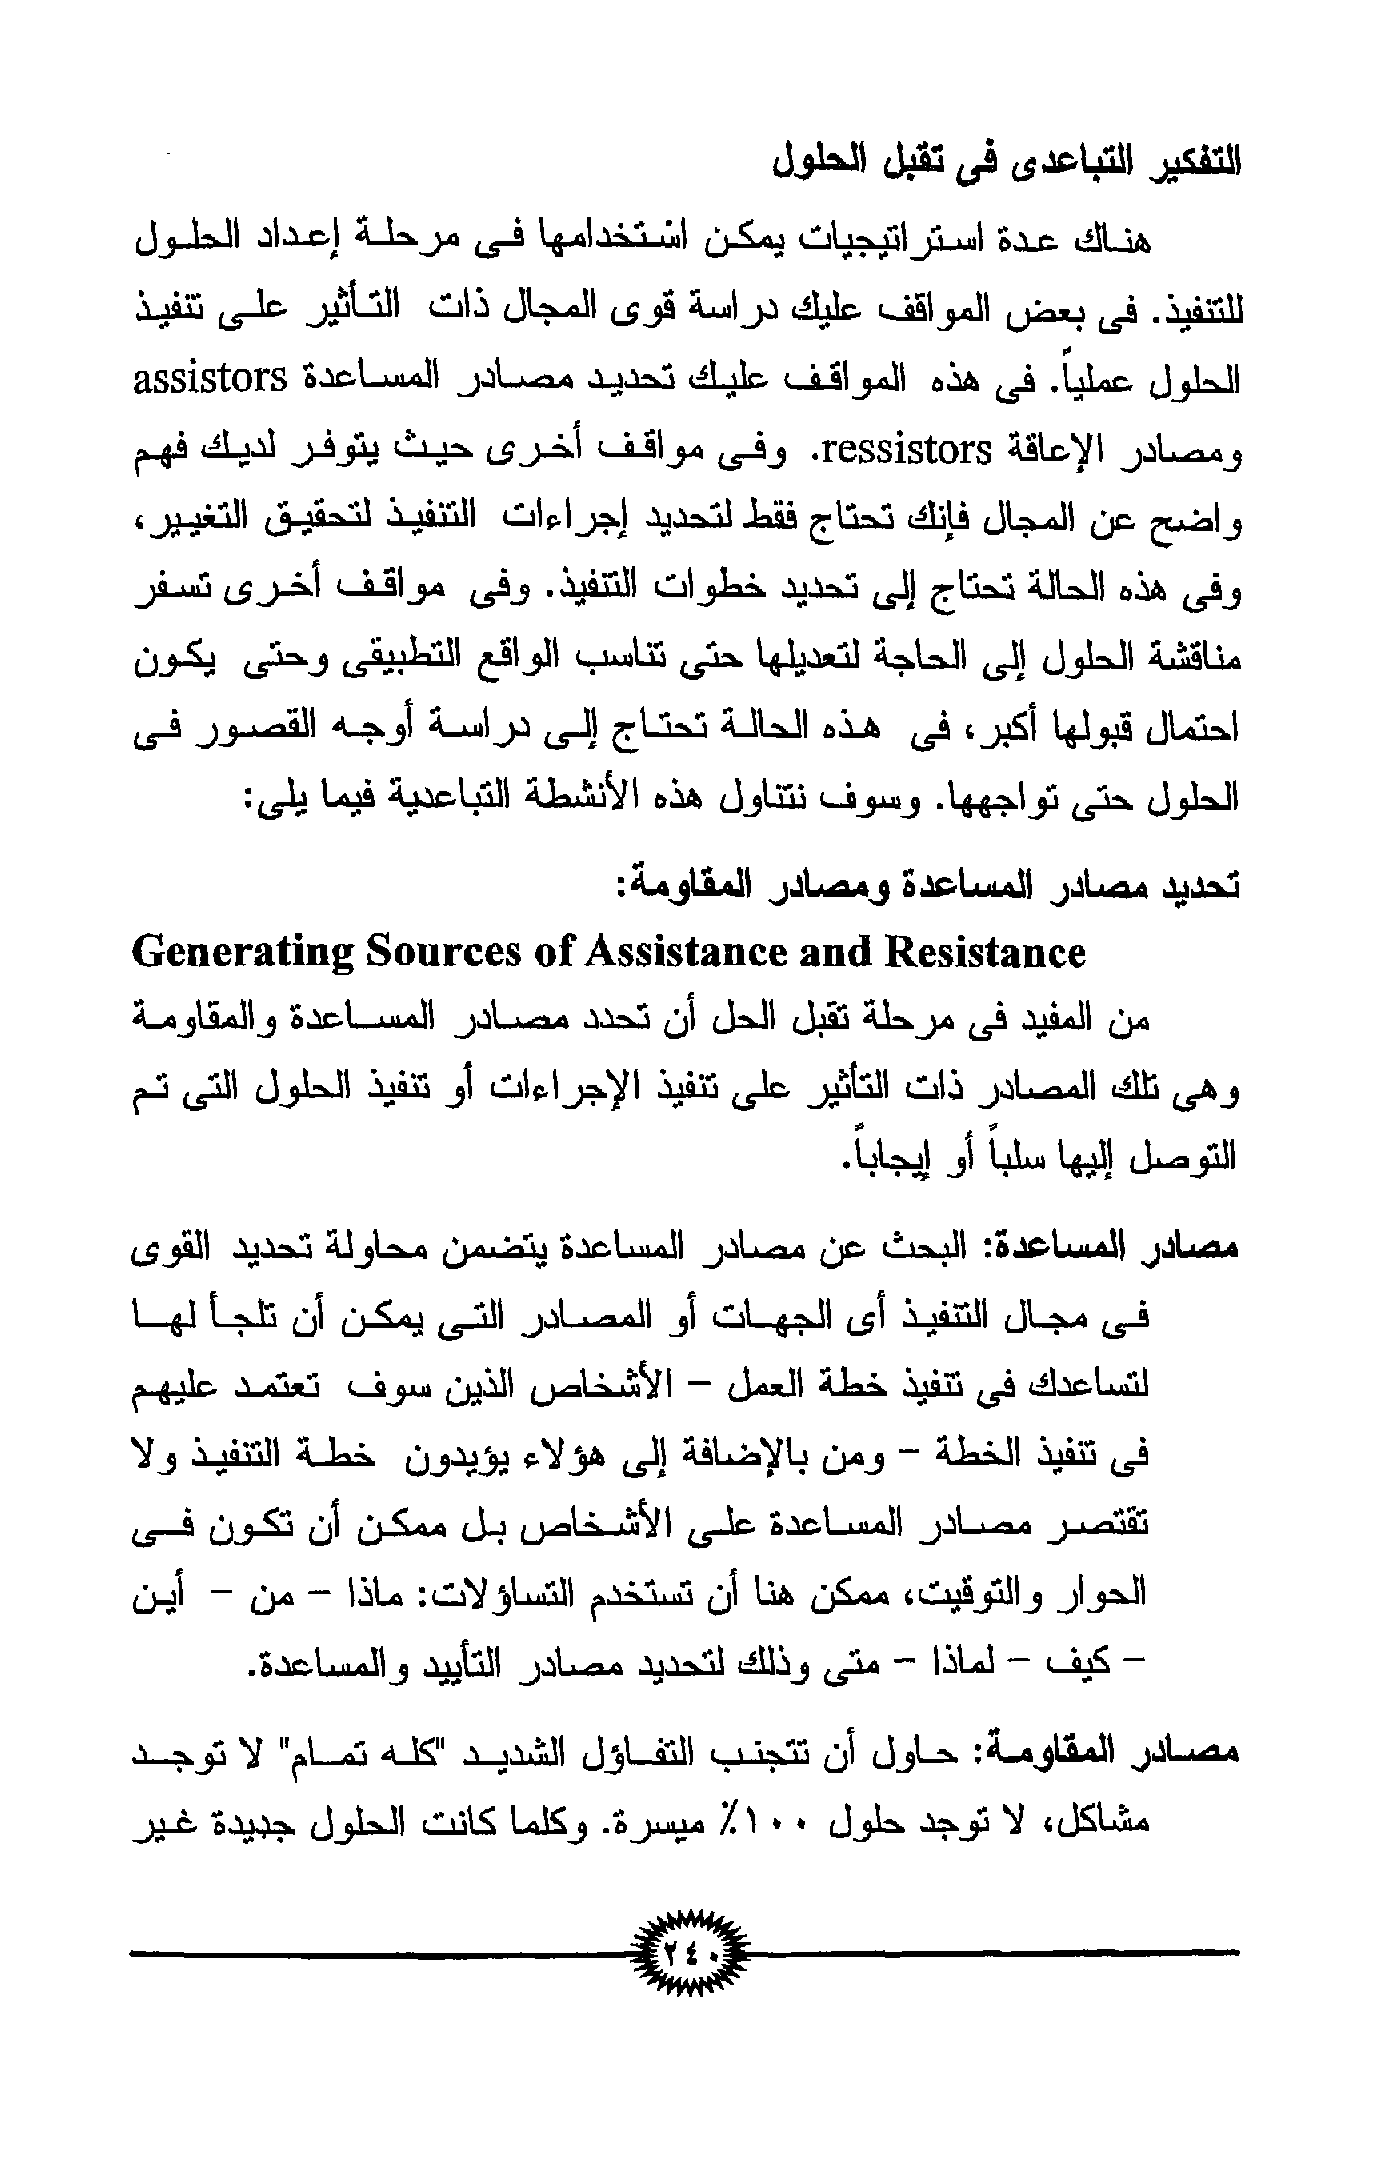 التفكير التباعدى فى تقبل الحلول
هناك عدة استراتيجيات يمكن اشتخدامها فى مرحلة إعداد الحلول
للتنفيذ. فى بعض المواقف عليك دراسة قوى المجال ذات التأثير على تنفيذ
الحلول عملياً. فى هذه المواقف عليك تحديد مصادر المساعدة assistors
ومصادر الإعاقة ressistors. وفى مواقف أخرى حيث يتوفر لديك فهم
واضح عن المجال فإنك تحتاج فقط لتحديد إجراءات التنفيذ لتحقيق التغيير،
وفى هذه الحالة تحتاج إلى تحديد خطوات التنفيذ. وفى مواقف أخرى تسفر
مناقشة الحلول إلى الحاجة لتعديلها حتى تناسب الواقع التطبيقى وحتى يكون
احتمال قبولها أكبر، فى هذه الحالة تحتاج إلى دراسة أوجه القصور فى
الحلول حتى تواجهها. وسوف نتناول هذه الأنشطة التباعدية فيما يلى:
تحديد مصادر المساعدة ومصادر المقاومة:
Generating Sources of Assistance and Resistance
من المفيد فى مرحلة تقبل الحل أن تحدد مصادر المساعدة والمقاومة
وهى تلك المصادر ذات التأثير على تنفيذ الإجراءات أو تنفيذ الحلول التى تم
التوصل إليها سلباً أو إيجاباً.
مصادر المساعدة: البحث عن مصادر المساعدة يتضمن محاولة تحديد القوى
فى مجال التنفيذ أى الجهات أو المصادر التى يمكن أن تلجأ لها
لتساعدك فى تنفيذ خطة العمل – الأشخاص الذين سوف تعتمد عليهم
فى تنفيذ الخطة – ومن بالإضافة إلى هؤلاء يؤيدون خطة التنفيذ ولا
تقتصر مصادر المساعدة على الأشخاص بل ممكن أن تكون فى
الحوار والتوقيت، ممكن هنا أن تستخدم التساؤلات: ماذا – من – أين
– كيف – لماذا – متى وذلك لتحديد مصادر التأييد والمساعدة.
مصادر المقاومة: حاول أن تتجنب التفاؤل الشديد "كله تمام" لا توجد
مشاكل، لا توجد حلول ١٠٠٪ ميسرة. وكلما كانت الحلول جديدة غير
٢٤٠